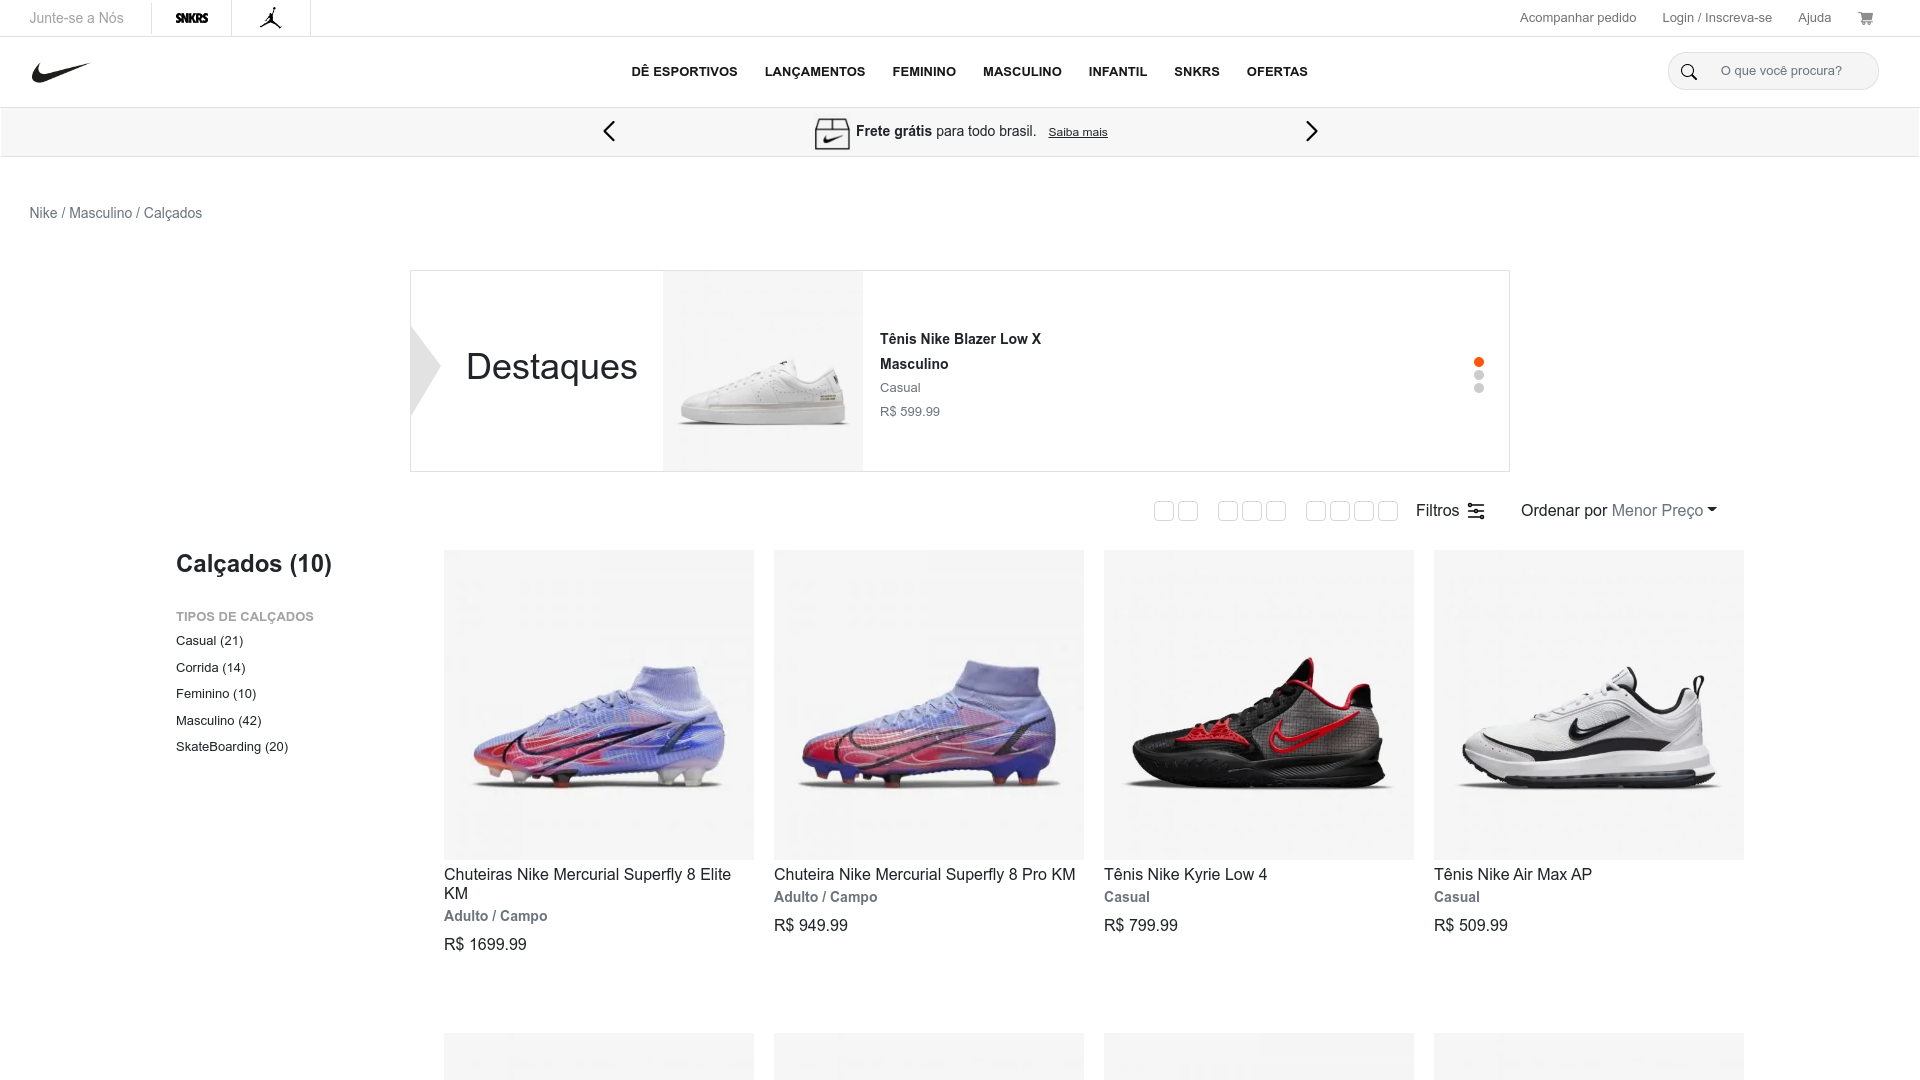 Junte-se a Nós
SNKRS
Acompanhar pedido
Login / Inscreva-se
Ajuda
DÊ ESPORTIVOS
LANÇAMENTOS
FEMININO
MASCULINO
INFANTIL
SNKRS
OFERTAS
O que você procura?
Frete grátis para todo brasil. Saiba mais
Nike / Masculino / Calçados
Destaques
Tênis Nike Blazer Low X
Masculino
Casual
R$ 599.99
Filtros
Ordenar por Menor Preço
Calçados (10)
TIPOS DE CALÇADOS
Casual (21)
Corrida (14)
Feminino (10)
Masculino (42)
SkateBoarding (20)
Chuteiras Nike Mercurial Superfly 8 Elite
KM
Adulto / Campo
R$ 1699.99
Chuteira Nike Mercurial Superfly 8 Pro KM
Adulto / Campo
R$ 949.99
Tênis Nike Kyrie Low 4
Casual
R$ 799.99
Tênis Nike Air Max AP
Casual
R$ 509.99